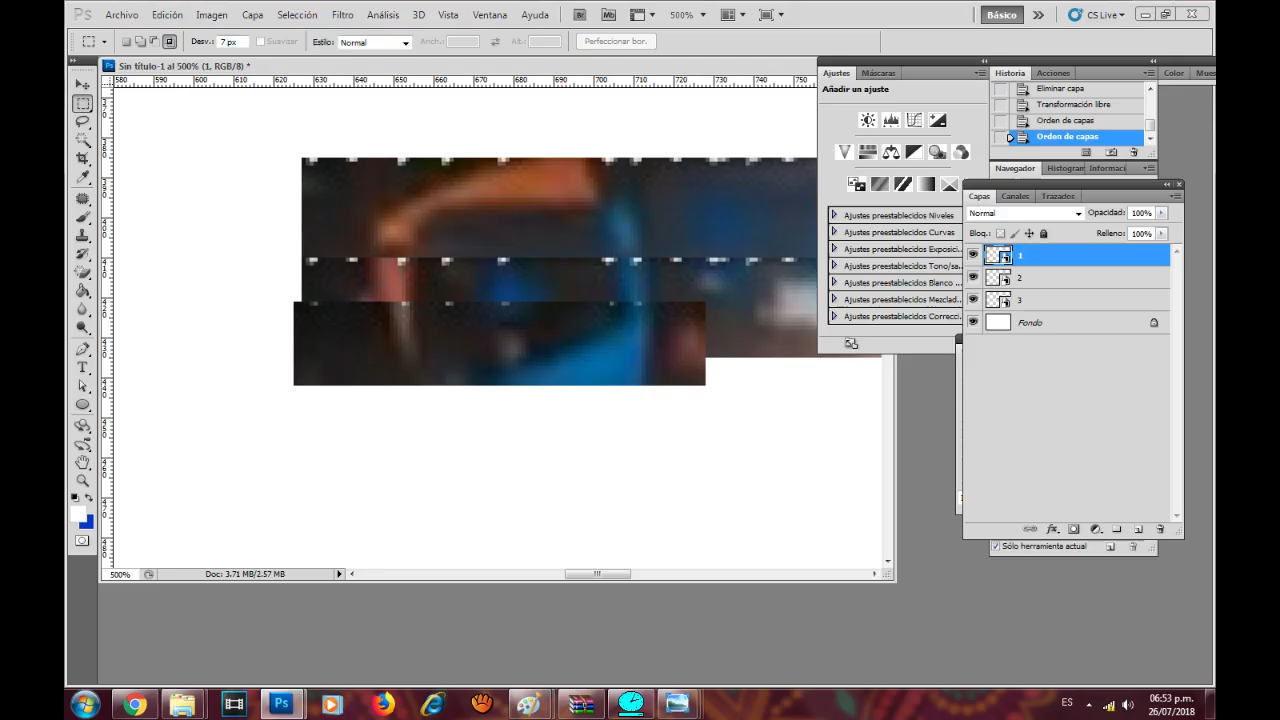 Ps Archivo Edición Imagen Capa Selección Filtro Análisis 3D Vista Ventana Ayuda Br Mb 500% Básico CS Live
Desv.: 7 px Suavizar Estilo: Normal Anch.: Alt.: Perfeccionar bor.
Sin título-1 al 500% (1, RGB/8) *
580 590 600 610 620 630 640 650 660 670 680 690 700 710 720 730 740 750
Ajustes Máscaras
Añadir un ajuste
Ajustes preestablecidos Niveles
Ajustes preestablecidos Curvas
Ajustes preestablecidos Exposici
Ajustes preestablecidos Tono/sa...
Ajustes preestablecidos Blanco
Ajustes preestablecidos Mezclad...
Ajustes preestablecidos Correcci
Historia Acciones
Eliminar capa
Transformación libre
Orden de capas
Orden de capas
Color Mues
Navegador Histogram Informaci
Capas Canales Trazados
Normal Opacidad: 100%
Bloq.: Relleno: 100%
1
2
3
Fondo
fx
Sólo herramienta actual
500% Doc: 3.71 MB/2.57 MB
Ps
ES
06:53 p.m.
26/07/2018